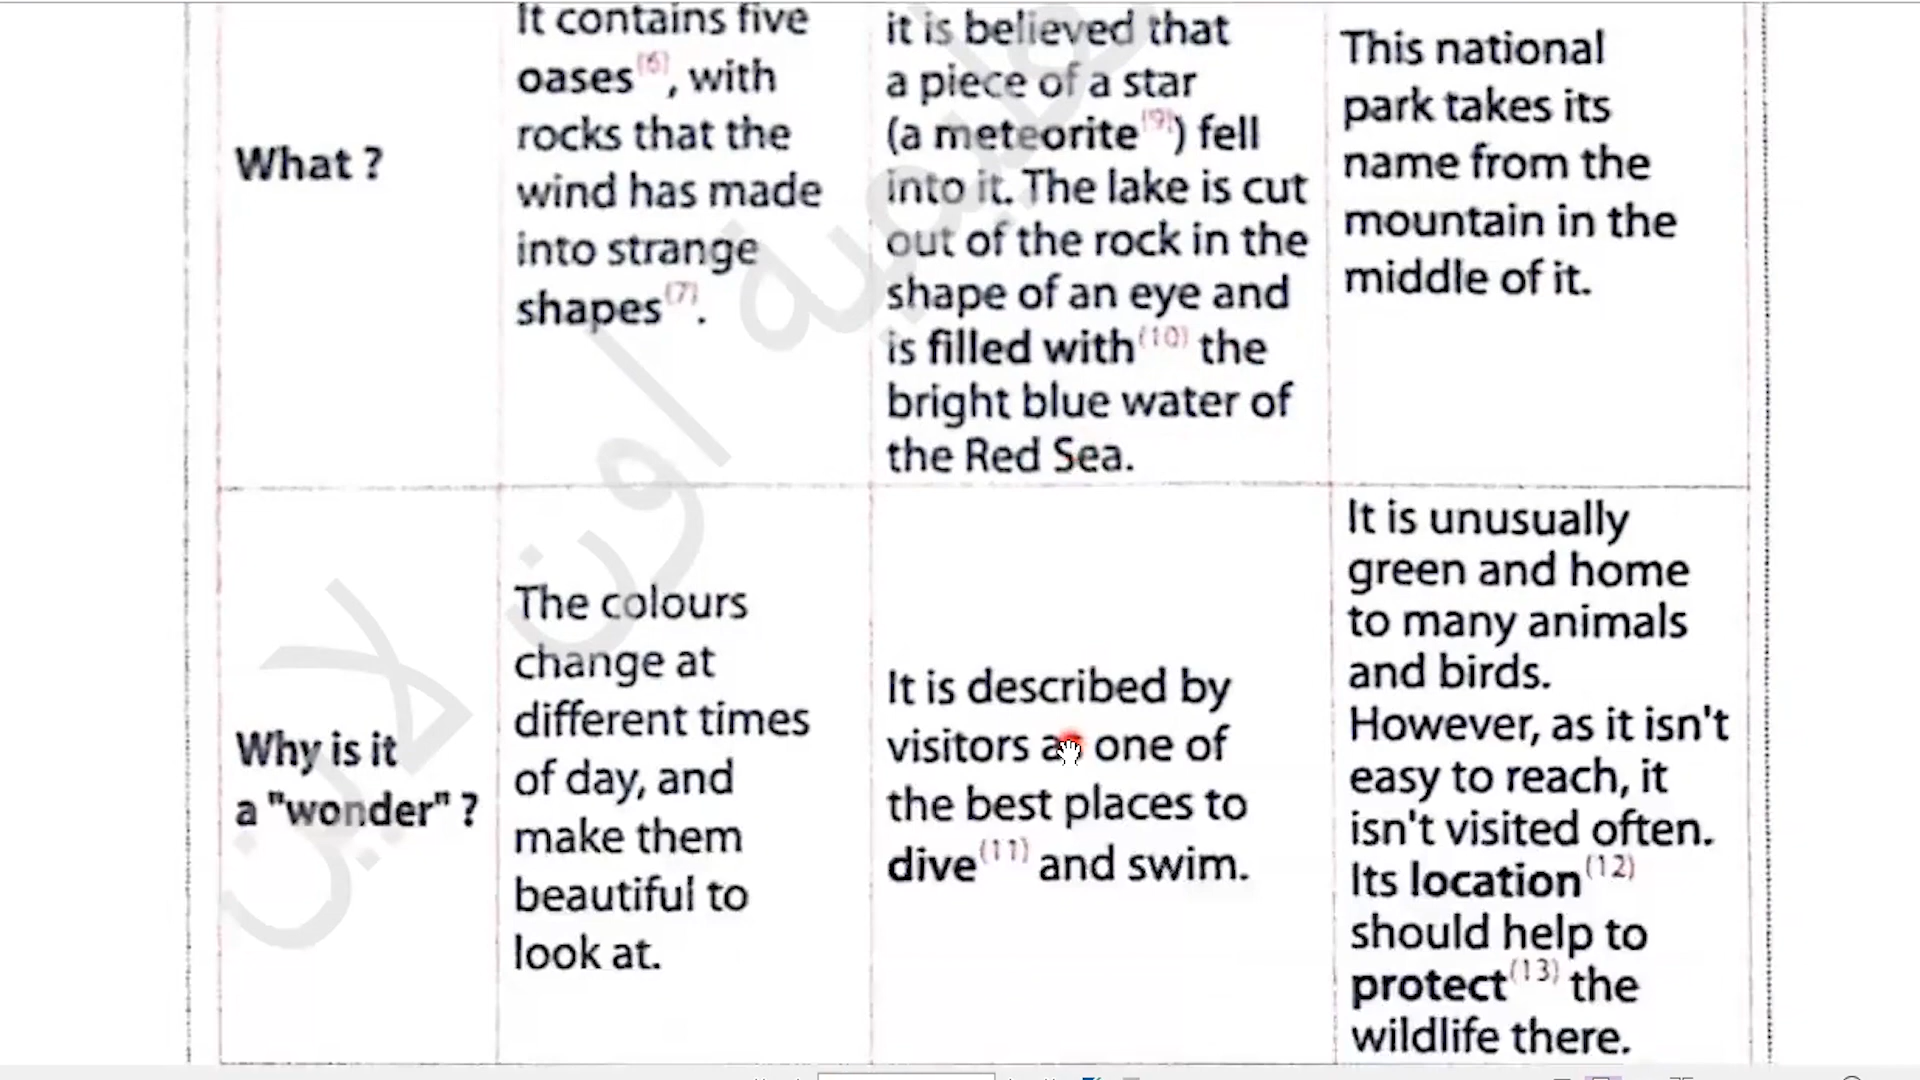 What ?
It contains five
oases(6), with
rocks that the
wind has made
into strange
shapes(7).
it is believed that
a piece of a star
(a meteorite(9)) fell
into it. The lake is cut
out of the rock in the
shape of an eye and
is filled with(10) the
bright blue water of
the Red Sea.
This national
park takes its
name from the
mountain in the
middle of it.
Why is it
a "wonder" ?
The colours
change at
different times
of day, and
make them
beautiful to
look at.
It is described by
visitors as one of
the best places to
dive(11) and swim.
It is unusually
green and home
to many animals
and birds.
However, as it isn't
easy to reach, it
isn't visited often.
Its location(12)
should help to
protect(13) the
wildlife there.
اون لاين